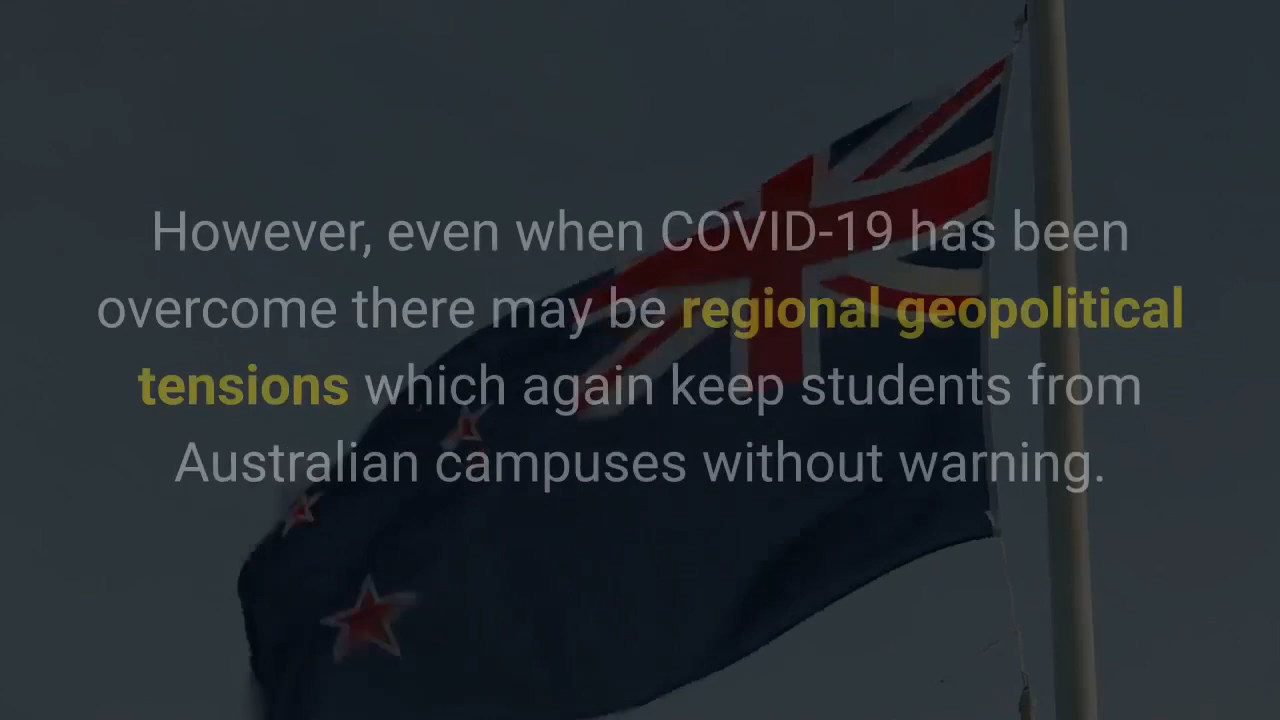 However, even when COVID-19 has been
overcome there may be regional geopolitical
tensions which again keep students from
Australian campuses without warning.